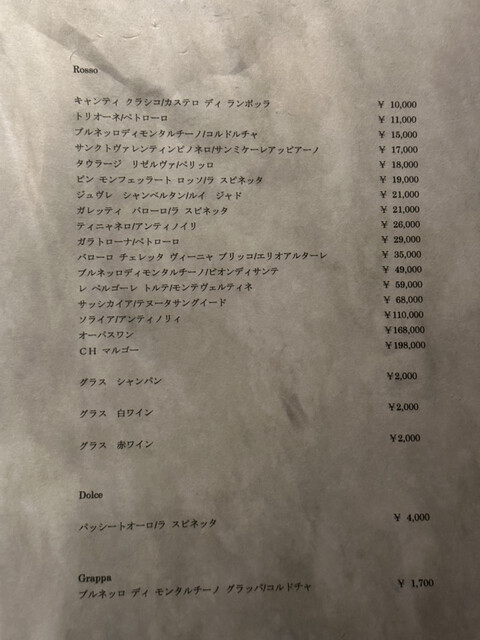 Rosso
キャンティ クラシコ/カステロ ディ ランポッラ ￥ 10,000
トリオーネ/ペトローロ ￥ 11,000
ブルネッロディモンタルチーノ/コルドルチャ ￥ 15,000
サンクトヴァレンティンピノネロ/サンミケーレアッピアーノ ￥ 17,000
タウラージ リゼルヴァ/ペリッロ ￥ 18,000
ピン モンフェッラート ロッソ/ラ スピネッタ ￥ 19,000
ジュヴレ シャンベルタン/ルイ ジャド ￥ 21,000
ガレッティ バローロ/ラ スピネッタ ￥ 21,000
ティニャネロ/アンティノイリ ￥ 26,000
ガラトローナ/ペトローロ ￥ 29,000
バローロ チェレッタ ヴィーニャ ブリッコ/エリオアルターレ ￥ 35,000
ブルネッロディモンタルチーノ/ビオンディサンテ ￥ 49,000
レ ペルゴーレ トルテ/モンテヴェルティネ ￥ 59,000
サッシカイア/テヌータサングイード ￥ 68,000
ソライア/アンティノリィ ￥110,000
オーパスワン ￥168,000
ＣＨ マルゴー ￥198,000
グラス シャンパン ￥2,000
グラス 白ワイン ￥2,000
グラス 赤ワイン ￥2,000
Dolce
パッシートオーロ/ラ スピネッタ ￥ 4,000
Grappa
ブルネッロ ディ モンタルチーノ グラッパ/コルドチャ ￥ 1,700